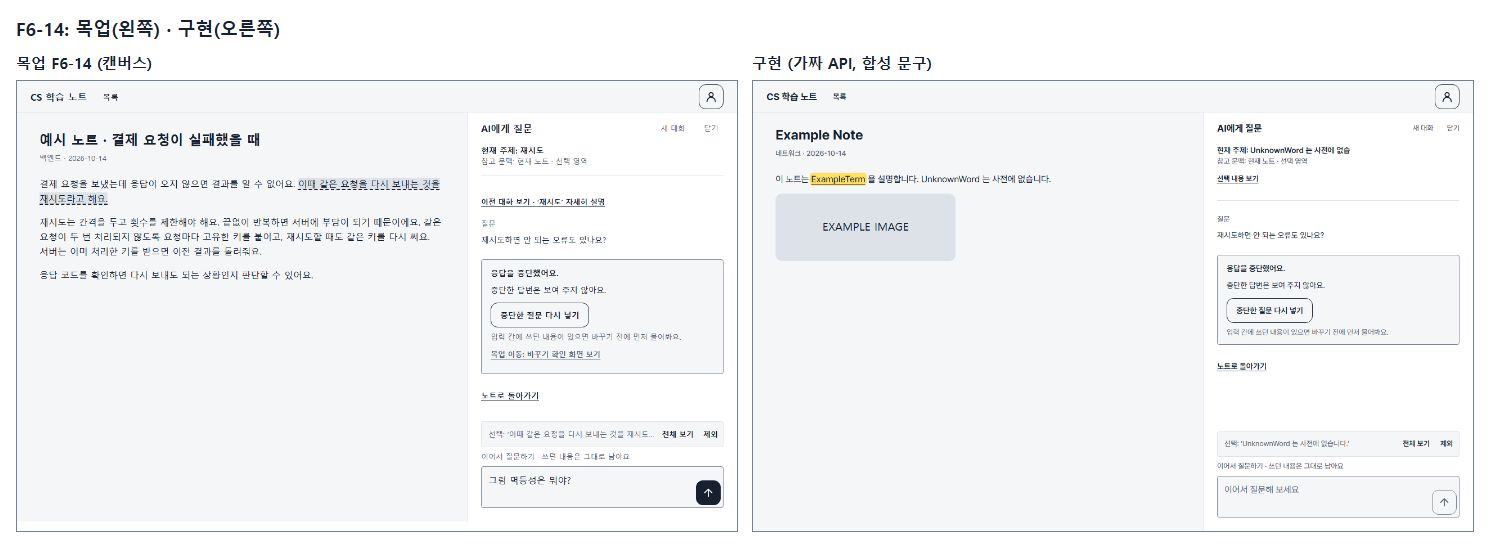 F6-14: 목업(왼쪽) · 구현(오른쪽)
목업 F6-14 (캔버스)
CS 학습 노트 목록
예시 노트 · 결제 요청이 실패했을 때
백엔드 · 2026-10-14
결제 요청을 보냈는데 응답이 오지 않으면 결과를 알 수 없어요. 이때 같은 요청을 다시 보내는 것을
재시도라고 해요.
재시도는 간격을 두고 횟수를 제한해야 해요. 끝없이 반복하면 서버에 부담이 되기 때문이에요. 같은
요청이 두 번 처리되지 않도록 요청마다 고유한 키를 붙이고, 재시도할 때도 같은 키를 다시 써요.
서버는 이미 처리한 키를 받으면 이전 결과를 돌려줘요.
응답 코드를 확인하면 다시 보내도 되는 상황인지 판단할 수 있어요.
AI에게 질문 새 대화 닫기
현재 주제: 재시도
참고 문맥: 현재 노트 · 선택 영역
이전 대화 보기 · '재시도' 자세히 설명
질문
재시도하면 안 되는 오류도 있나요?
응답을 중단했어요.
중단한 답변은 보여 주지 않아요.
중단한 질문 다시 넣기
입력 칸에 쓰던 내용이 있으면 바꾸기 전에 먼저 물어봐요.
목업 이동: 바꾸기 확인 화면 보기
노트로 돌아가기
선택: '이때 같은 요청을 다시 보내는 것을 재시도… 전체 보기 제외
이어서 질문하기 · 쓰던 내용은 그대로 남아요
그럼 멱등성은 뭐야?
구현 (가짜 API, 합성 문구)
CS 학습 노트 목록
Example Note
네트워크 · 2026-10-14
이 노트는 ExampleTerm 을 설명합니다. UnknownWord 는 사전에 없습니다.
EXAMPLE IMAGE
AI에게 질문 새 대화 닫기
현재 주제: UnknownWord 는 사전에 없습
참고 문맥: 현재 노트 · 선택 영역
선택 내용 보기
질문
재시도하면 안 되는 오류도 있나요?
응답을 중단했어요.
중단한 답변은 보여 주지 않아요.
중단한 질문 다시 넣기
입력 칸에 쓰던 내용이 있으면 바꾸기 전에 먼저 물어봐요.
노트로 돌아가기
선택: 'UnknownWord 는 사전에 없습니다.' 전체 보기 제외
이어서 질문하기 · 쓰던 내용은 그대로 남아요
이어서 질문해 보세요